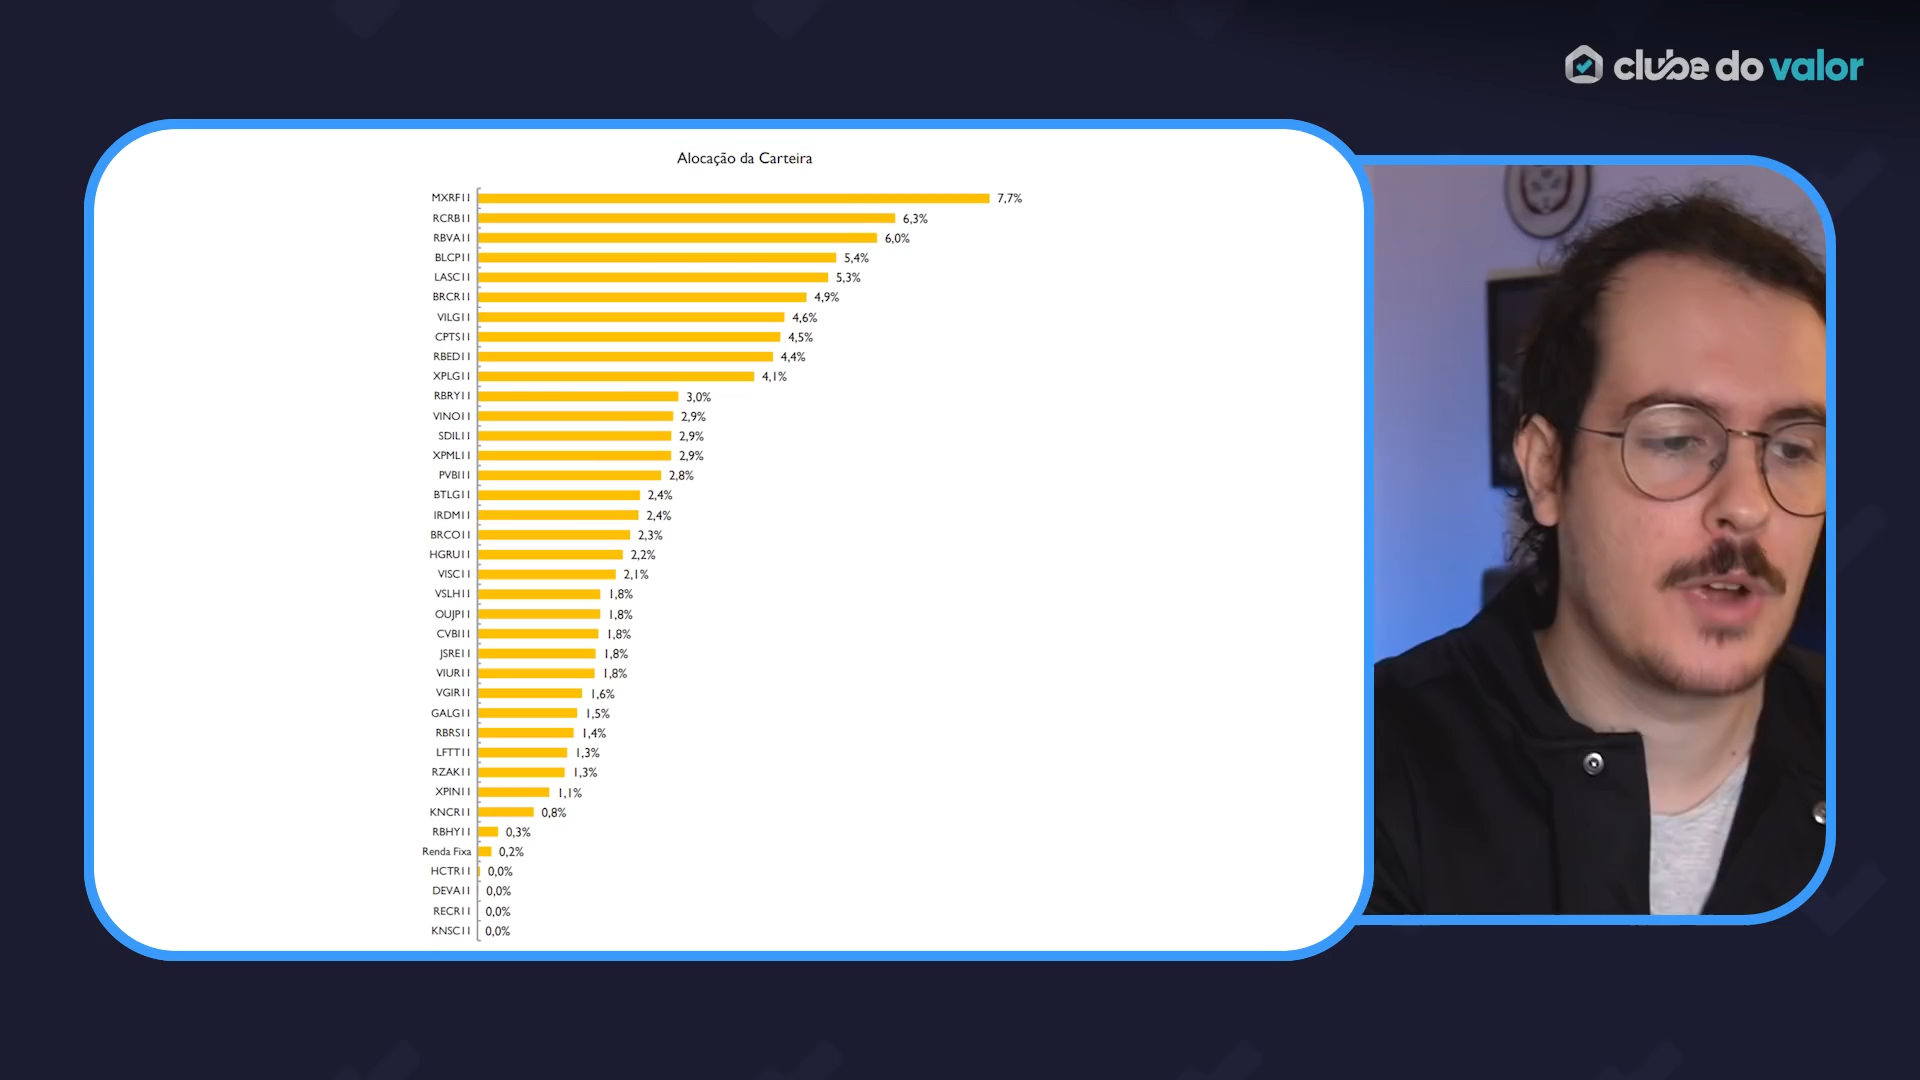 clube do valor
Alocação da Carteira
MXRF11 7,7%
RCRB11 6,3%
RBVA11 6,0%
BLCP11 5,4%
LASC11 5,3%
BRCR11 4,9%
VILG11 4,6%
CPTS11 4,5%
RBED11 4,4%
XPLG11 4,1%
RBRY11 3,0%
VINO11 2,9%
SDIL11 2,9%
XPML11 2,9%
PVBI11 2,8%
BTLG11 2,4%
IRDM11 2,4%
BRCO11 2,3%
HGRU11 2,2%
VISC11 2,1%
VSLH11 1,8%
OUJP11 1,8%
CVBI11 1,8%
JSRE11 1,8%
VIUR11 1,8%
VGIR11 1,6%
GALG11 1,5%
RBRS11 1,4%
LFTT11 1,3%
RZAK11 1,3%
XPIN11 1,1%
KNCR11 0,8%
RBHY11 0,3%
Renda Fixa 0,2%
HCTR11 0,0%
DEVA11 0,0%
RECR11 0,0%
KNSC11 0,0%